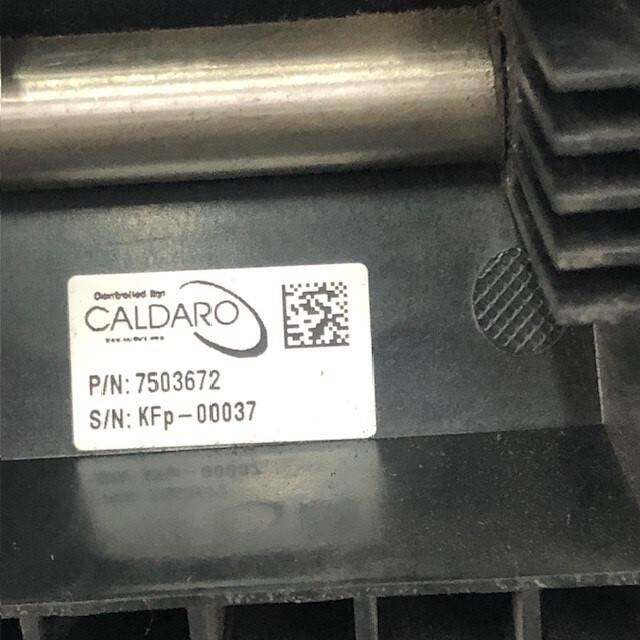 Controlled By:
CALDARO
P/N: 7503672
S/N: KFp-00037